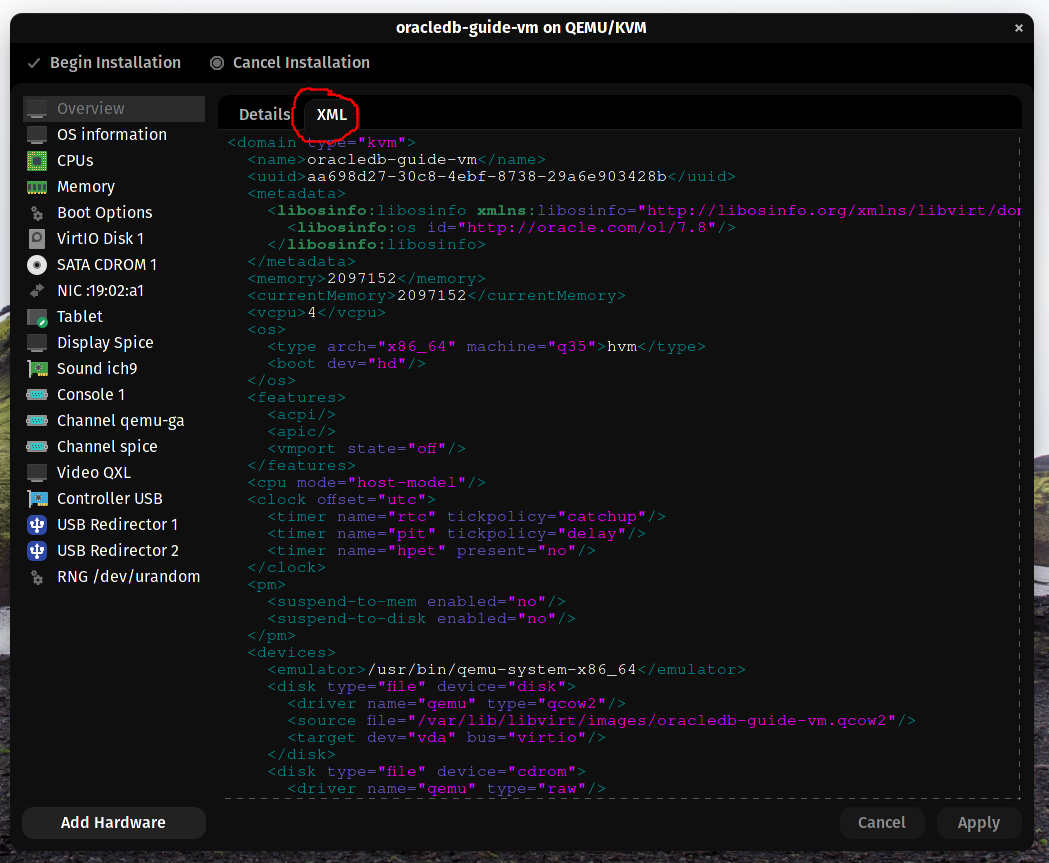 oracledb-guide-vm on QEMU/KVM
Begin Installation
Cancel Installation
Overview
OS information
CPUs
Memory
Boot Options
VirtIO Disk 1
SATA CDROM 1
NIC :19:02:a1
Tablet
Display Spice
Sound ich9
Console 1
Channel qemu-ga
Channel spice
Video QXL
Controller USB
USB Redirector 1
USB Redirector 2
RNG /dev/urandom
Add Hardware
Details
XML
<domain type="kvm">
  <name>oracledb-guide-vm</name>
  <uuid>aa698d27-30c8-4ebf-8738-29a6e903428b</uuid>
  <metadata>
    <libosinfo:libosinfo xmlns:libosinfo="http://libosinfo.org/xmlns/libvirt/dor
      <libosinfo:os id="http://oracle.com/ol/7.8"/>
    </libosinfo:libosinfo>
  </metadata>
  <memory>2097152</memory>
  <currentMemory>2097152</currentMemory>
  <vcpu>4</vcpu>
  <os>
    <type arch="x86_64" machine="q35">hvm</type>
    <boot dev="hd"/>
  </os>
  <features>
    <acpi/>
    <apic/>
    <vmport state="off"/>
  </features>
  <cpu mode="host-model"/>
  <clock offset="utc">
    <timer name="rtc" tickpolicy="catchup"/>
    <timer name="pit" tickpolicy="delay"/>
    <timer name="hpet" present="no"/>
  </clock>
  <pm>
    <suspend-to-mem enabled="no"/>
    <suspend-to-disk enabled="no"/>
  </pm>
  <devices>
    <emulator>/usr/bin/qemu-system-x86_64</emulator>
    <disk type="file" device="disk">
      <driver name="qemu" type="qcow2"/>
      <source file="/var/lib/libvirt/images/oracledb-guide-vm.qcow2"/>
      <target dev="vda" bus="virtio"/>
    </disk>
    <disk type="file" device="cdrom">
      <driver name="qemu" type="raw"/>
Cancel
Apply